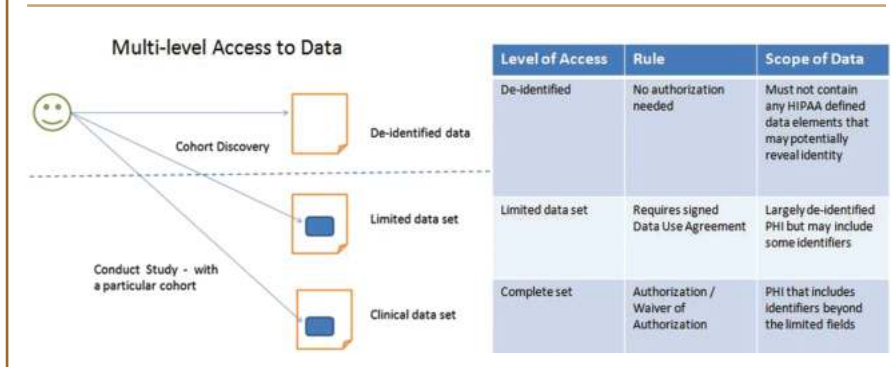 Multi-level Access to Data
Cohort Discovery
De-identified data
Limited data set
Conduct Study - with
a particular cohort
Clinical data set
Level of Access Rule Scope of Data
De-identified
No authorization
needed
Must not contain
any HIPAA defined
data elements that
may potentially
reveal identity
Limited data set
Requires signed
Data Use Agreement
Largely de-identified
PHI but may include
some identifiers
Complete set
Authorization /
Waiver of
Authorization
PHI that includes
identifiers beyond
the limited fields